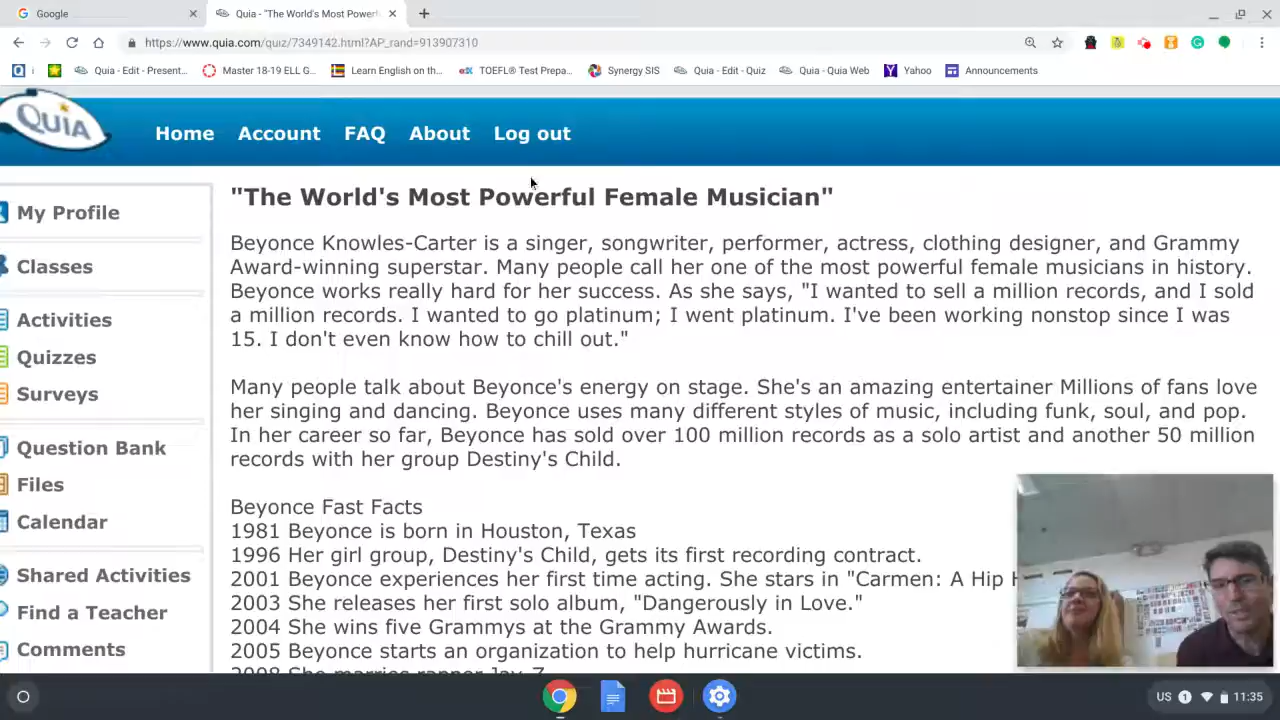 Google
Quia - "The World's Most Powerf
https://www.quia.com/quiz/7349142.html?AP_rand=913907310
i
Quia - Edit - Present...
Master 18-19 ELL G...
Learn English on th...
TOEFL® Test Prepa...
Synergy SIS
Quia - Edit - Quiz
Quia - Quia Web
Yahoo
Announcements
QUIA
Home Account FAQ About Log out
My Profile
Classes
Activities
Quizzes
Surveys
Question Bank
Files
Calendar
Shared Activities
Find a Teacher
Comments
"The World's Most Powerful Female Musician"
Beyonce Knowles-Carter is a singer, songwriter, performer, actress, clothing designer, and Grammy
Award-winning superstar. Many people call her one of the most powerful female musicians in history.
Beyonce works really hard for her success. As she says, "I wanted to sell a million records, and I sold
a million records. I wanted to go platinum; I went platinum. I've been working nonstop since I was
15. I don't even know how to chill out."
Many people talk about Beyonce's energy on stage. She's an amazing entertainer Millions of fans love
her singing and dancing. Beyonce uses many different styles of music, including funk, soul, and pop.
In her career so far, Beyonce has sold over 100 million records as a solo artist and another 50 million
records with her group Destiny's Child.
Beyonce Fast Facts
1981 Beyonce is born in Houston, Texas
1996 Her girl group, Destiny's Child, gets its first recording contract.
2001 Beyonce experiences her first time acting. She stars in "Carmen: A Hip H
2003 She releases her first solo album, "Dangerously in Love."
2004 She wins five Grammys at the Grammy Awards.
2005 Beyonce starts an organization to help hurricane victims.
2008 She marries rapper Jay-Z
US 1 11:35